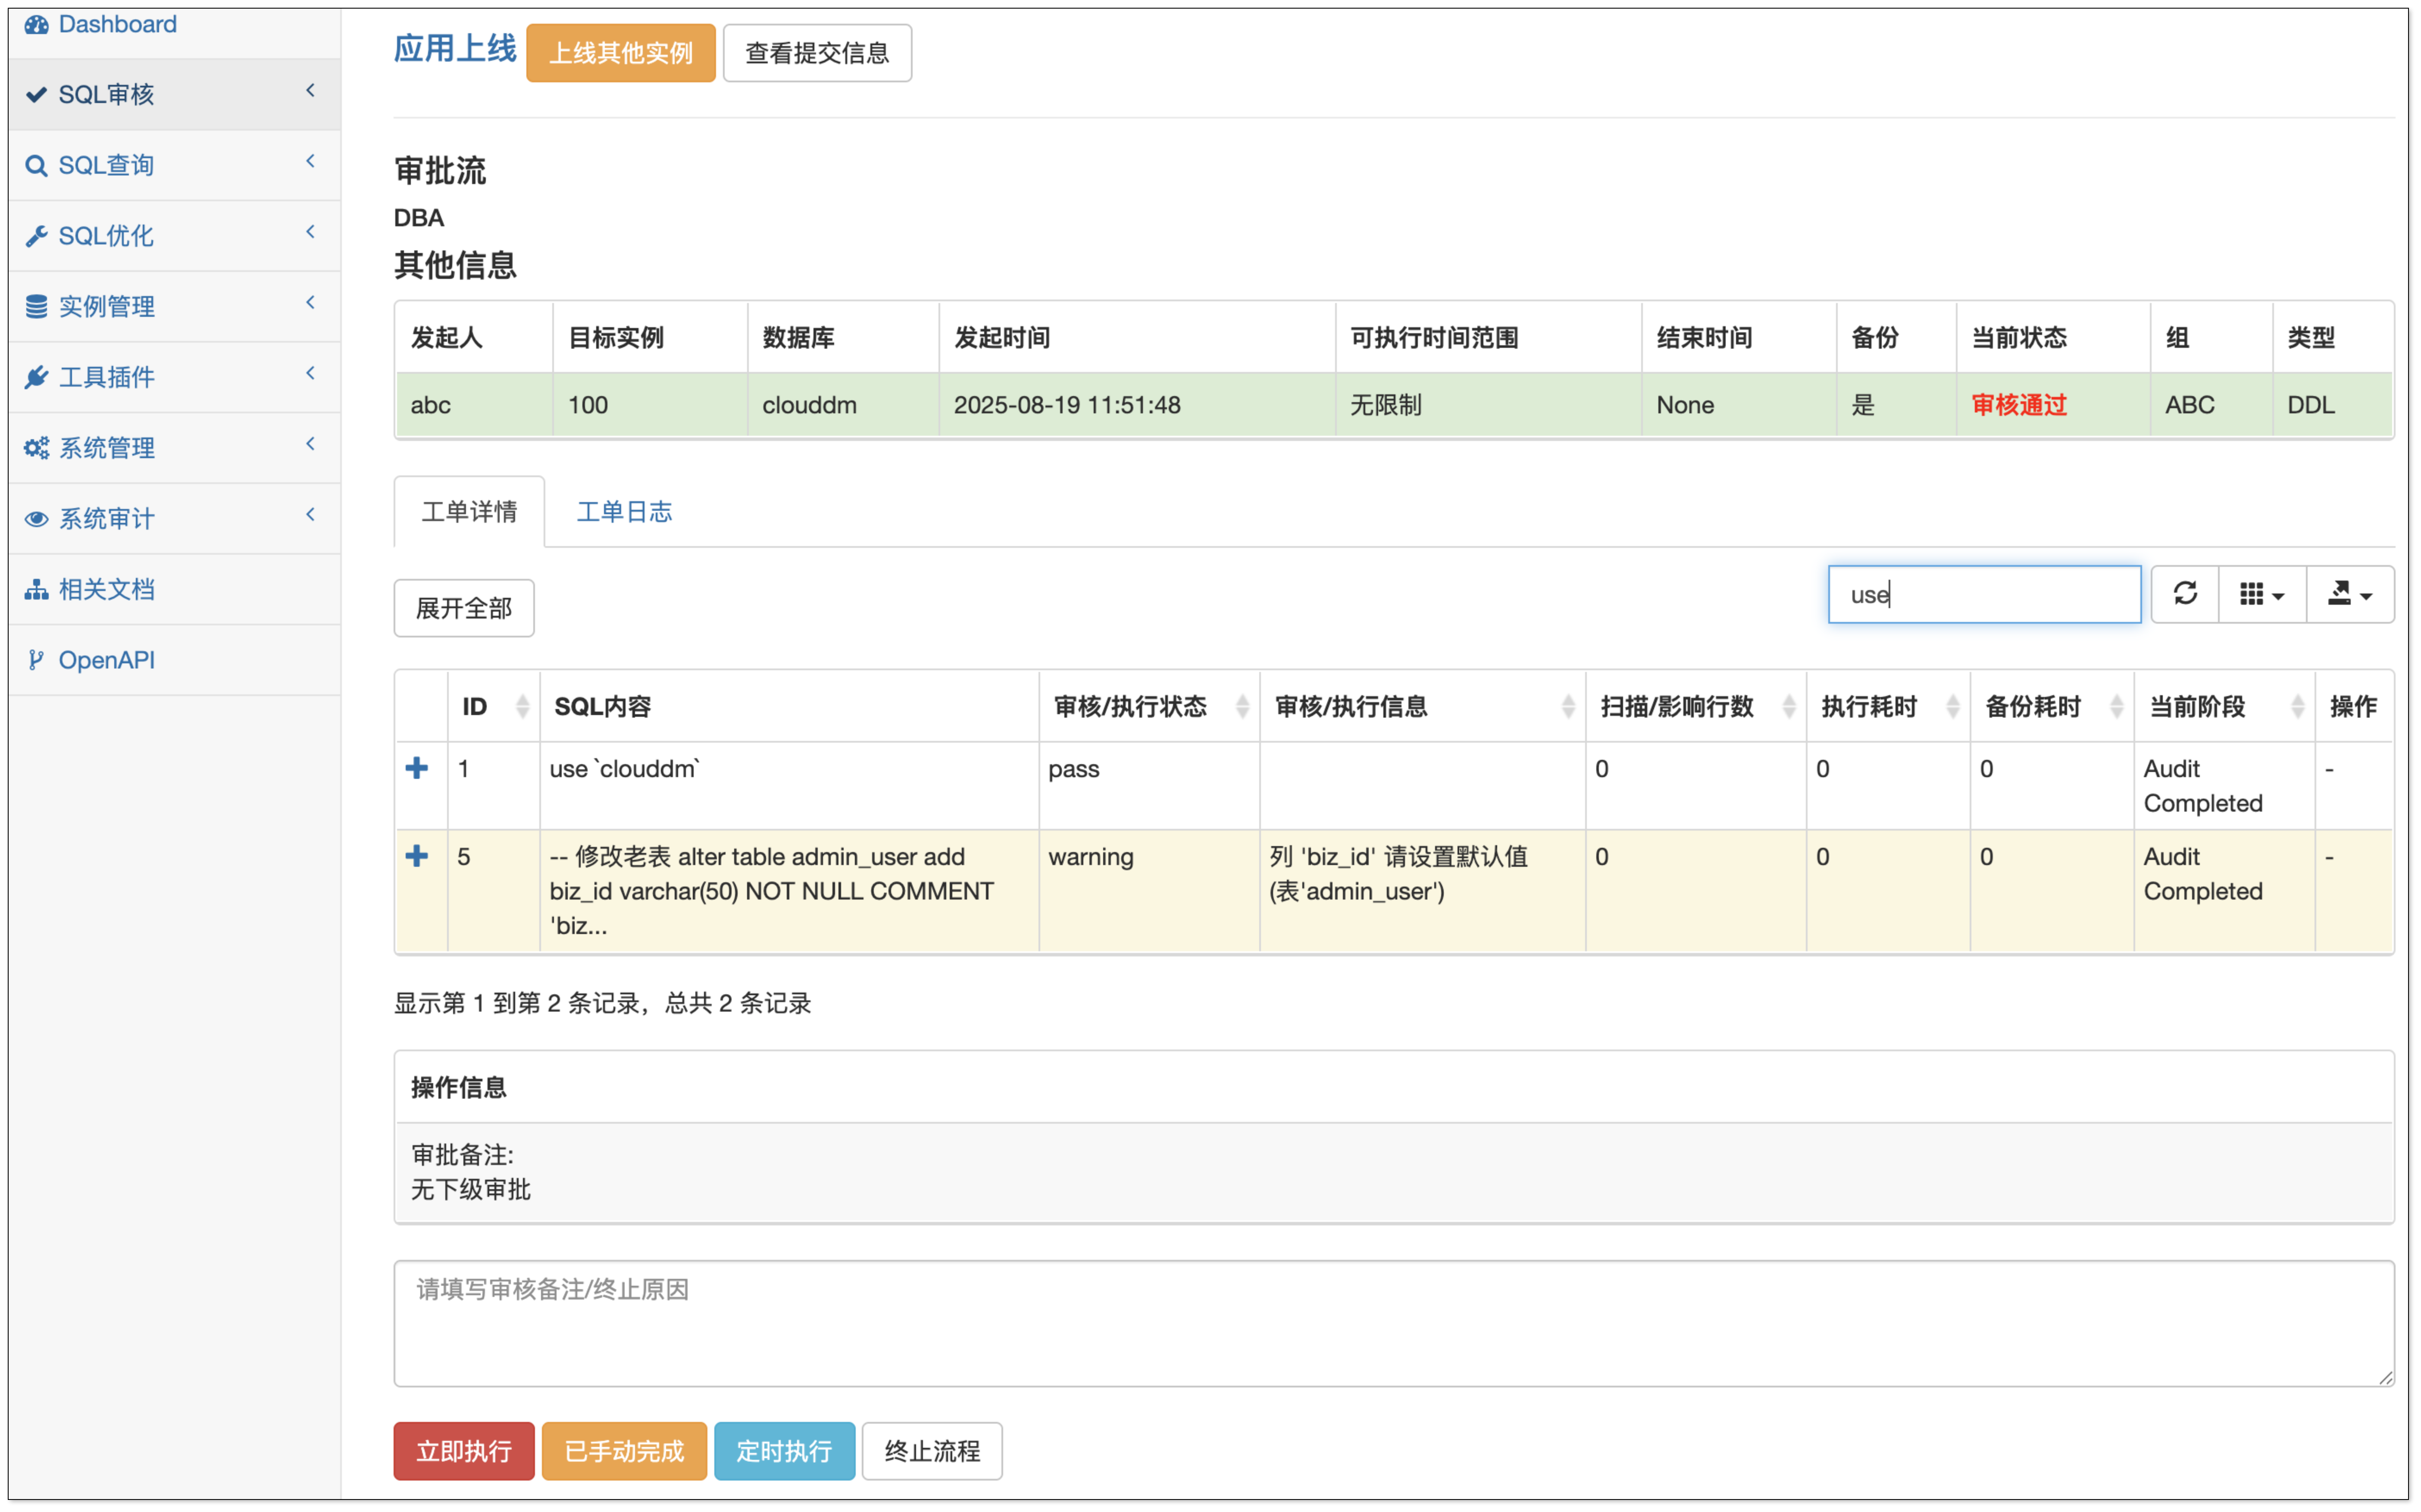 Dashboard
SQL审核
SQL查询
SQL优化
实例管理
工具插件
系统管理
系统审计
相关文档
OpenAPI
应用上线 上线其他实例 查看提交信息
审批流
DBA
其他信息
发起人 目标实例 数据库 发起时间 可执行时间范围 结束时间 备份 当前状态 组 类型
abc 100 clouddm 2025-08-19 11:51:48 无限制 None 是 审核通过 ABC DDL
工单详情 工单日志
展开全部 use
ID SQL内容 审核/执行状态 审核/执行信息 扫描/影响行数 执行耗时 备份耗时 当前阶段 操作
1 use `clouddm` pass 0 0 0 Audit -
Completed
5 -- 修改老表 alter table admin_user add warning 列 'biz_id' 请设置默认值 0 0 0 Audit -
biz_id varchar(50) NOT NULL COMMENT (表'admin_user') Completed
'biz...
显示第 1 到第 2 条记录，总共 2 条记录
操作信息
审批备注:
无下级审批
请填写审核备注/终止原因
立即执行 已手动完成 定时执行 终止流程